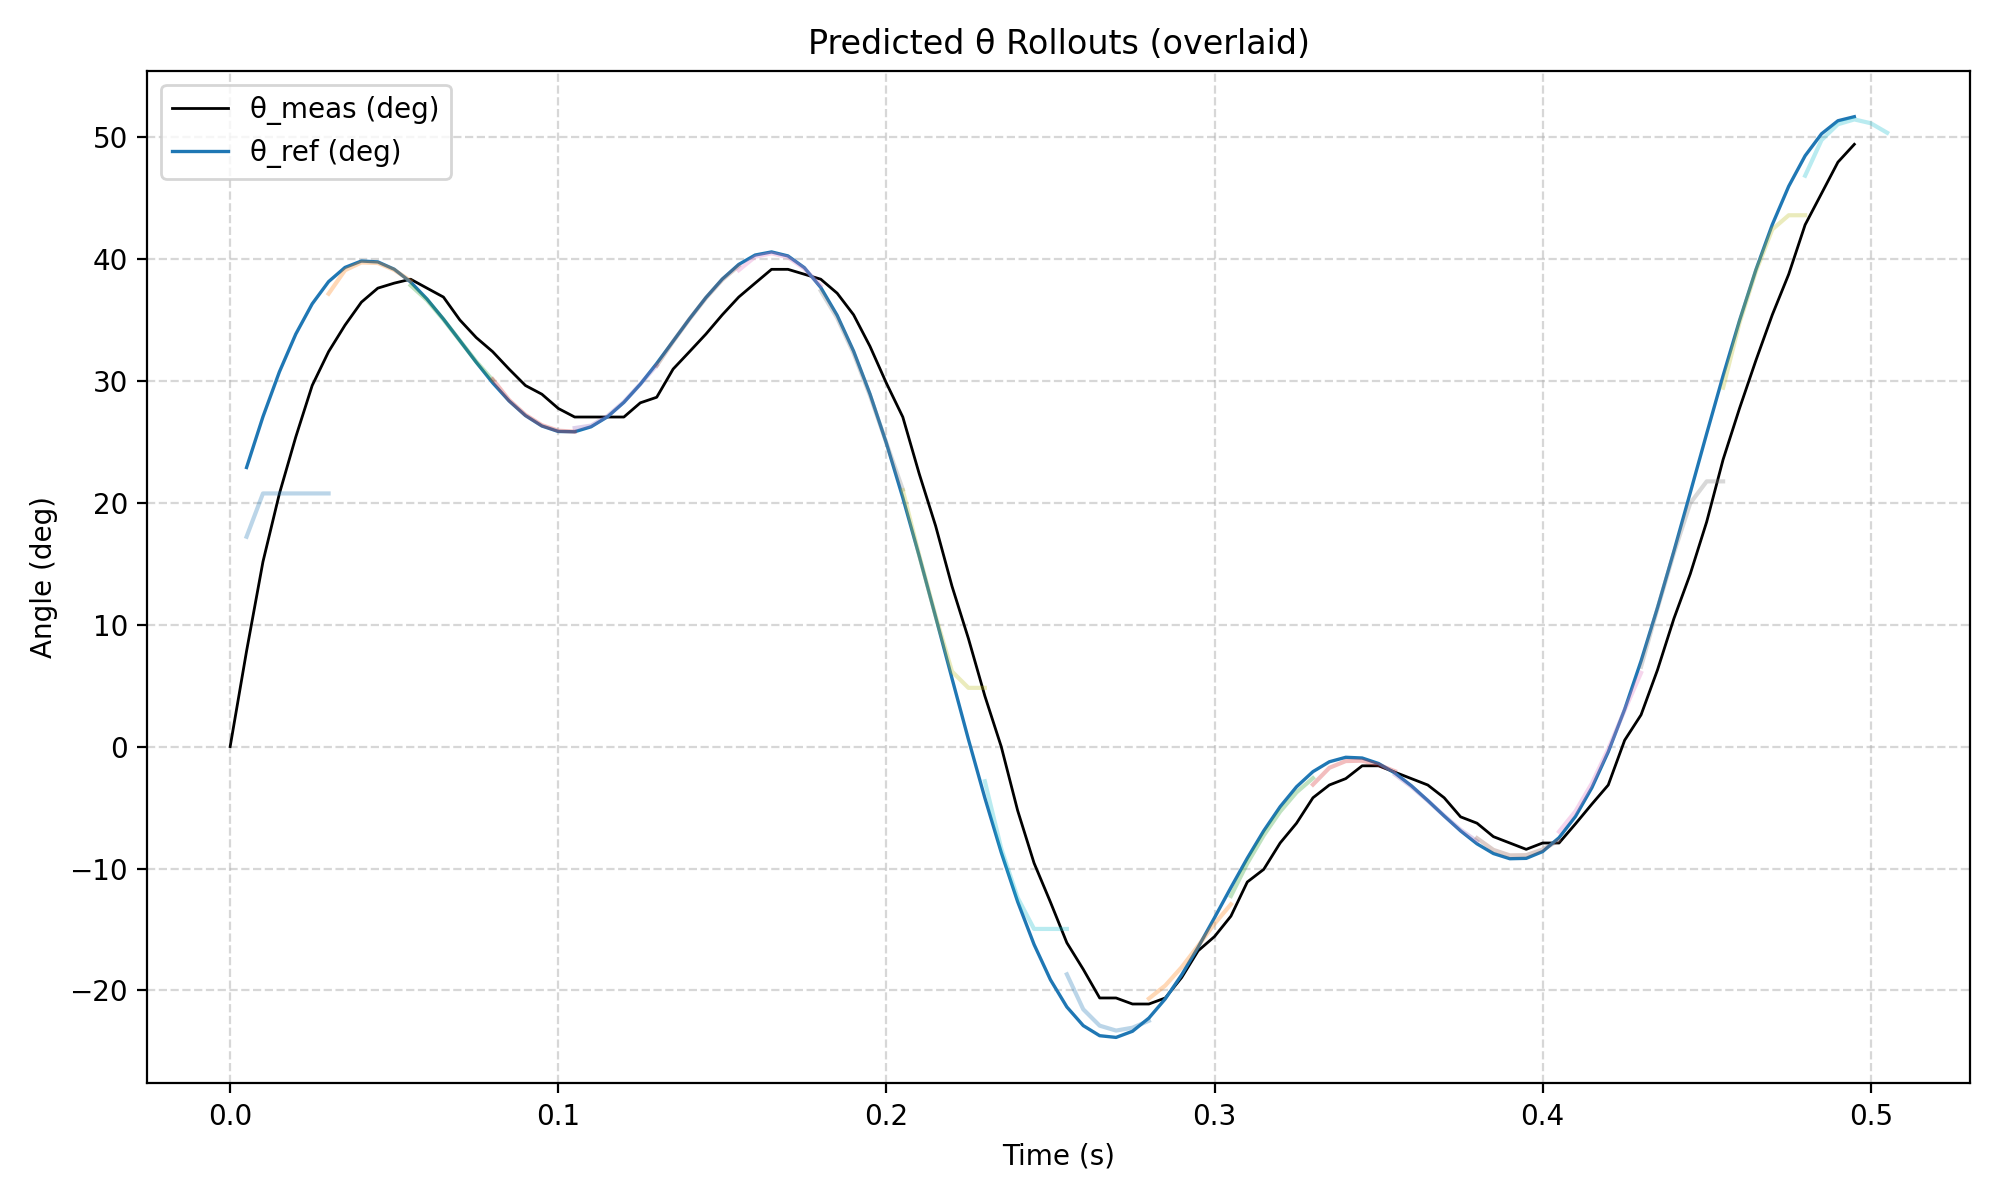 Predicted θ Rollouts (overlaid)
θ_meas (deg)
θ_ref (deg)
Angle (deg)
50
40
30
20
10
0
−10
−20
0.0
0.1
0.2
0.3
0.4
0.5
Time (s)